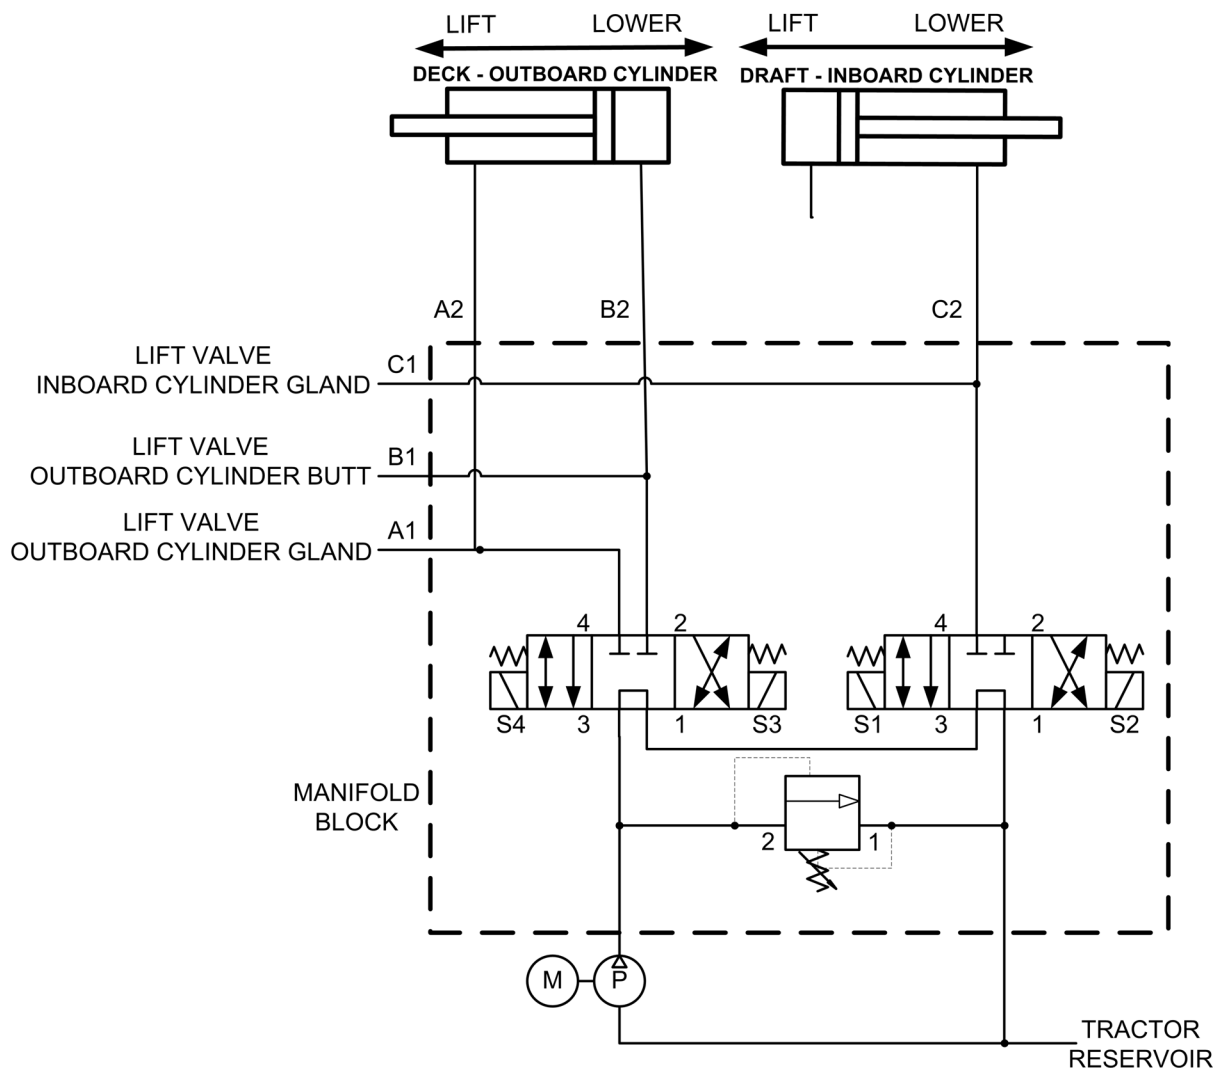 LIFT LOWER LIFT LOWER
DECK - OUTBOARD CYLINDER DRAFT - INBOARD CYLINDER
A2 B2 C2
LIFT VALVE
INBOARD CYLINDER GLAND
C1
LIFT VALVE
OUTBOARD CYLINDER BUTT
B1
LIFT VALVE
OUTBOARD CYLINDER GLAND
A1
4 2 4 2
S4 3 1 S3 S1 3 1 S2
MANIFOLD
BLOCK
2 1
M P
TRACTOR
RESERVOIR